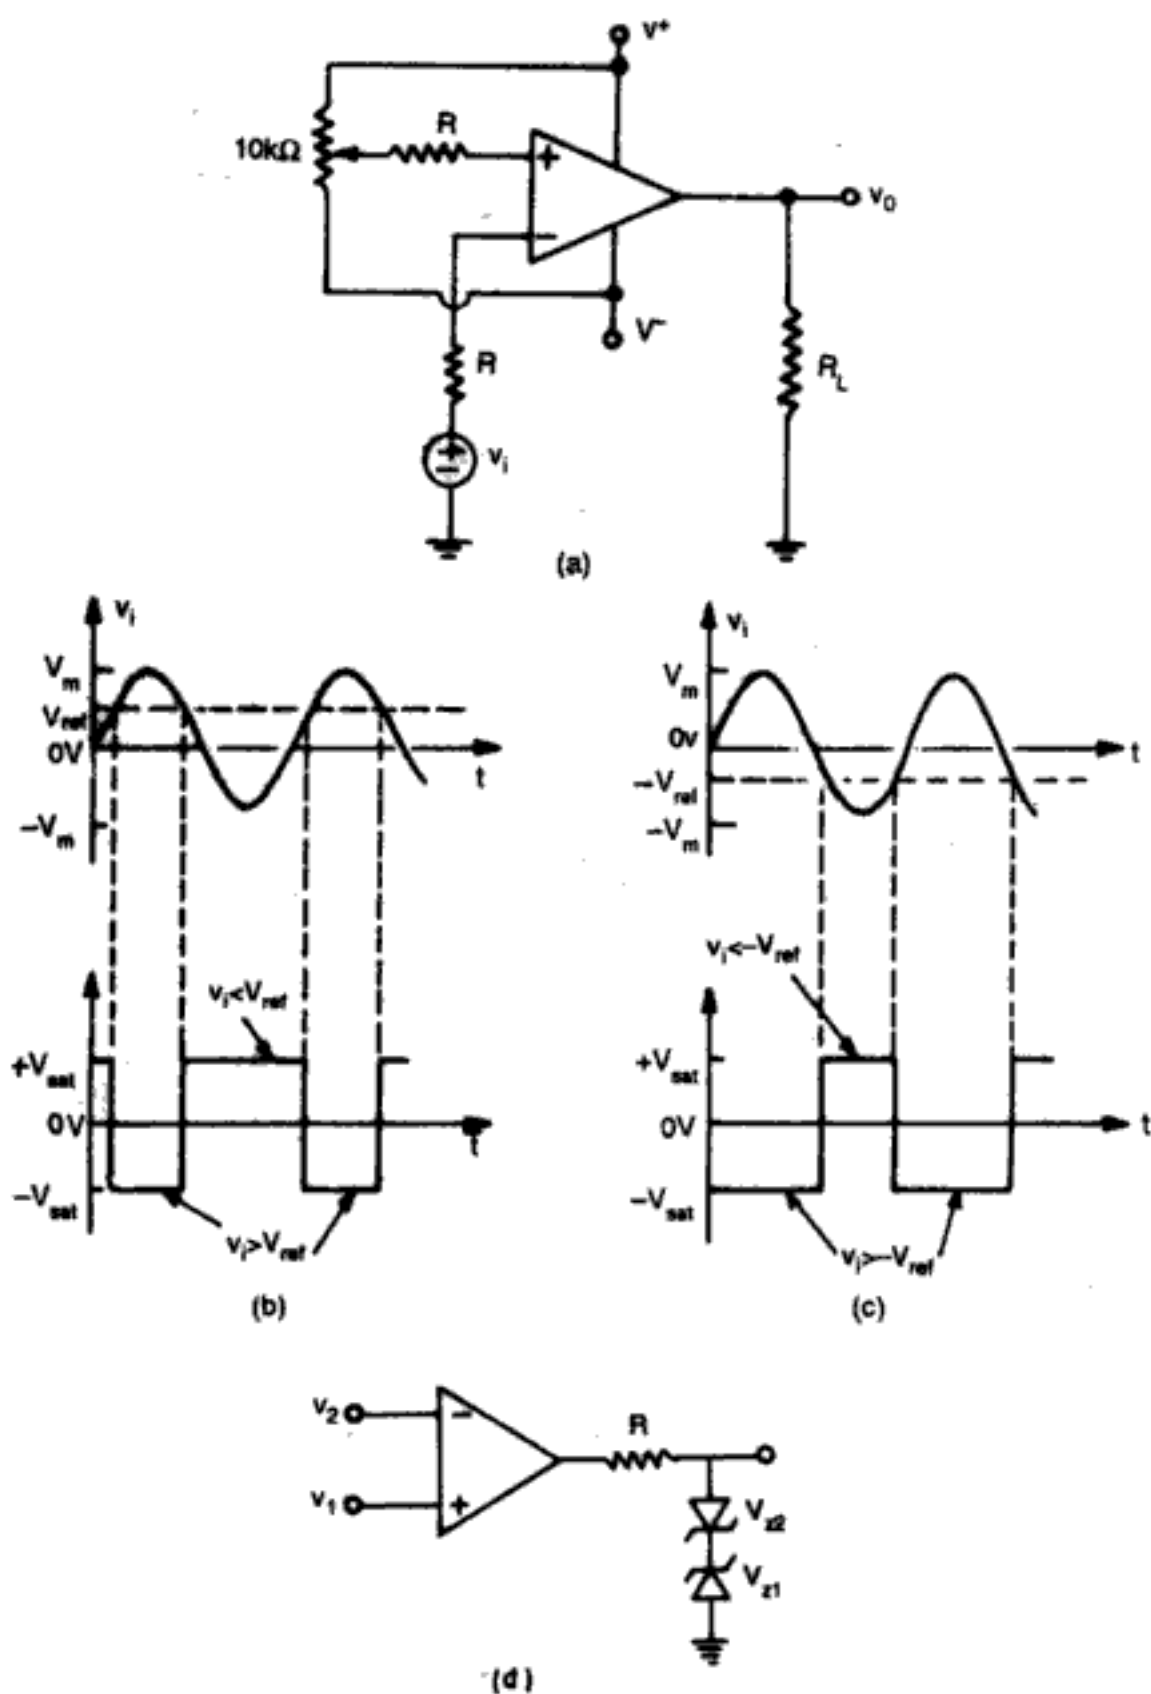 V⁺
R
10kΩ
+
−
v₀
V⁻
R
R_L
+
−
v_i
(a)
v_i
V_m
V_ref
0V
t
−V_m
v_i<V_ref
+V_sat
0V
t
−V_sat
v_i>V_ref
(b)
v_i
V_m
0v
t
−V_ref
−V_m
v_i<−V_ref
+V_sat
0V
t
−V_sat
v_i>−V_ref
(c)
v₂
−
R
v₁
+
V_z2
V_z1
(d)